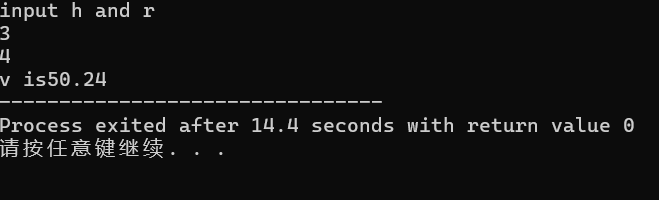 input h and r
3
4
v is50.24
--------------------------------
Process exited after 14.4 seconds with return value 0
请按任意键继续. . .